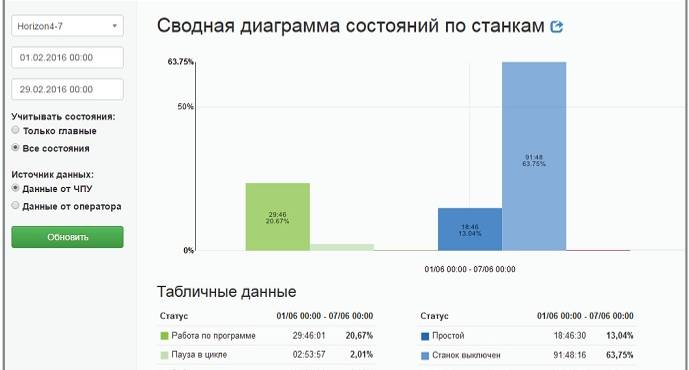 Horizon4-7
01.02.2016 00:00
29.02.2016 00:00
Учитывать состояния:
Только главные
Все состояния
Источник данных:
Данные от ЧПУ
Данные от оператора
Обновить
Сводная диаграмма состояний по станкам
63.75%
50%
0%
29:46
20.67%
18:46
13.04%
91:48
63.75%
01/06 00:00 - 07/06 00:00
Табличные данные
Статус 01/06 00:00 - 07/06 00:00
Работа по программе 29:46:01 20,67%
Пауза в цикле 02:53:57 2,01%
Статус 01/06 00:00 - 07/06 00:00
Простой 18:46:30 13,04%
Станок выключен 91:48:16 63,75%